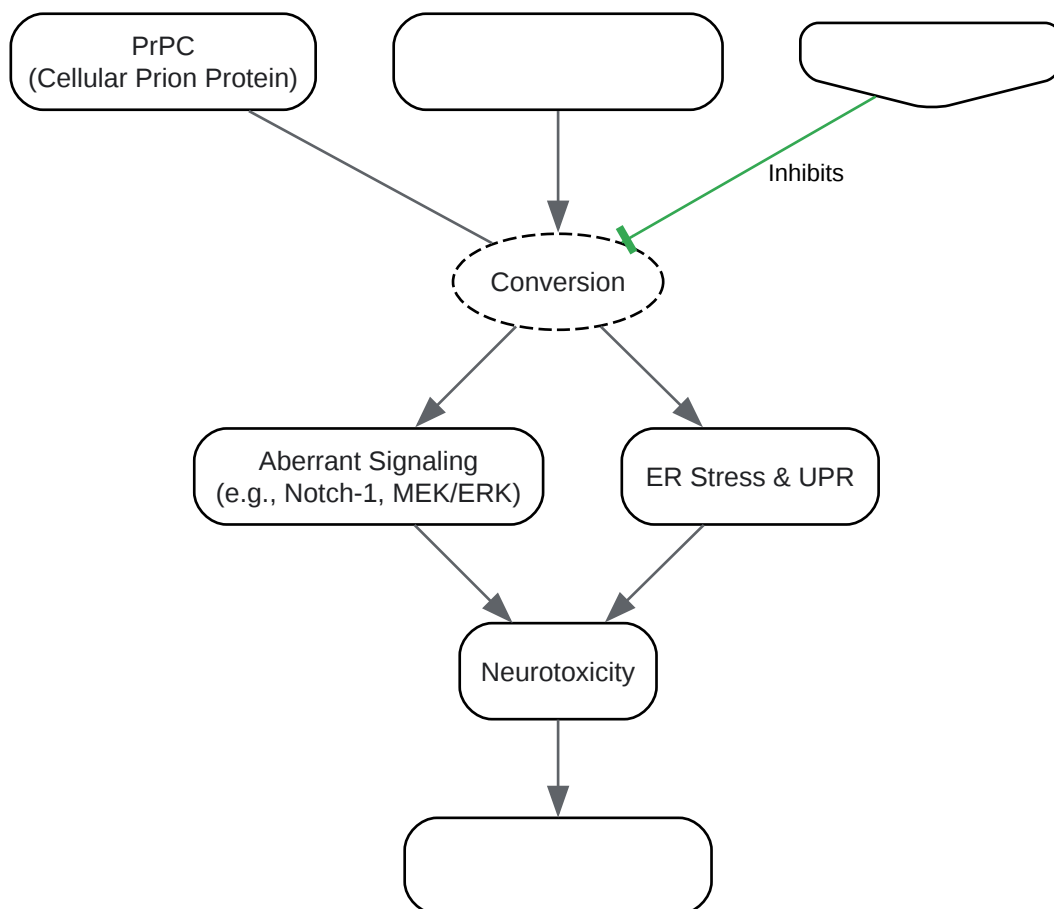 PrPC
(Cellular Prion Protein)
Inhibits
Conversion
Aberrant Signaling
(e.g., Notch-1, MEK/ERK)
ER Stress & UPR
Neurotoxicity